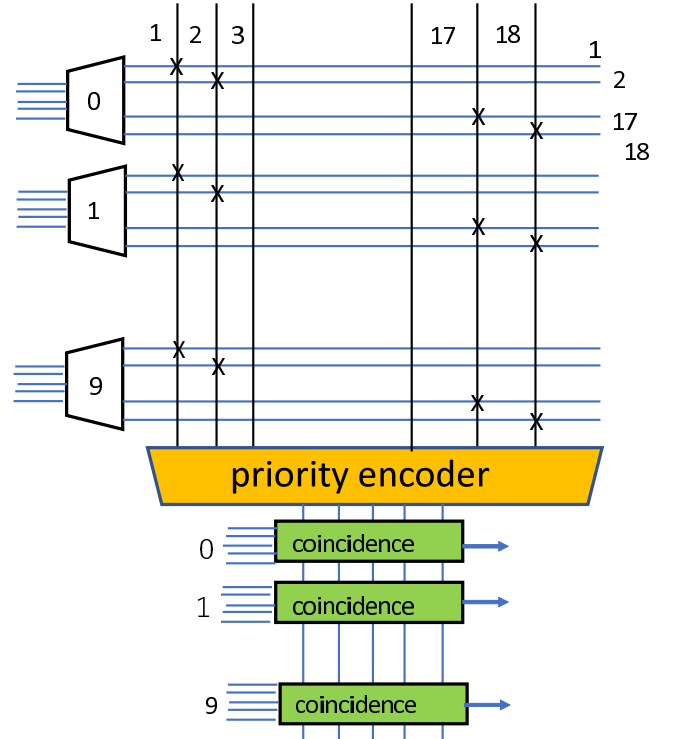 1 2 3 17 18
1
0
2
X X X X
17
18
1
X X X X
9
X X X X
priority encoder
0 coincidence
1 coincidence
9 coincidence